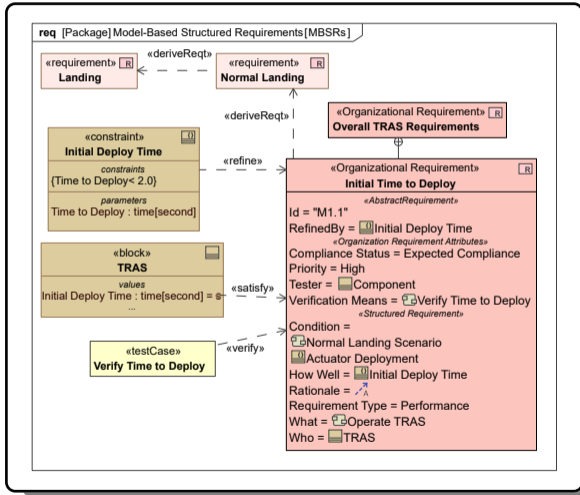 req [Package] Model-Based Structured Requirements[MBSRs]
«deriveReqt»
«requirement» R
Landing
«requirement» R
Normal Landing
«deriveReqt»
«Organizational Requirement» R
Overall TRAS Requirements
«constraint»
Initial Deploy Time
constraints
{Time to Deploy< 2.0}
parameters
Time to Deploy : time[second]
«refine»
«Organizational Requirement» R
Initial Time to Deploy
«AbstractRequirement»
Id = "M1.1"
RefinedBy = Initial Deploy Time
«Organization Requirement Attributes»
Compliance Status = Expected Compliance
Priority = High
Tester = Component
Verification Means = Verify Time to Deploy
«Structured Requirement»
Condition =
Normal Landing Scenario
Actuator Deployment
How Well = Initial Deploy Time
Rationale = A
Requirement Type = Performance
What = Operate TRAS
Who = TRAS
«block»
TRAS
values
Initial Deploy Time : time[second] =
...
«satisfy»
«testCase»
Verify Time to Deploy
«verify»